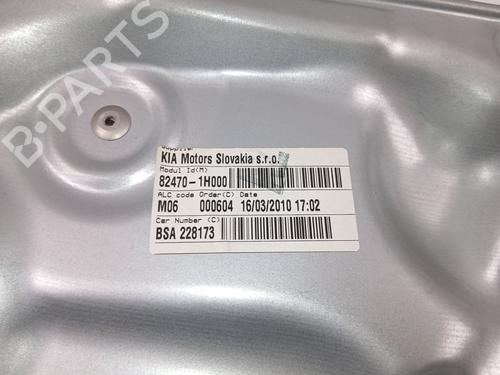 B-PARTS
Supplier
KIA Motors Slovakia s.r.o.
Modul Id(M)
82470-1H000
ALC code Order(C) Date
M06 000604 16/03/2010 17:02
Car Number (C)
BSA 228173